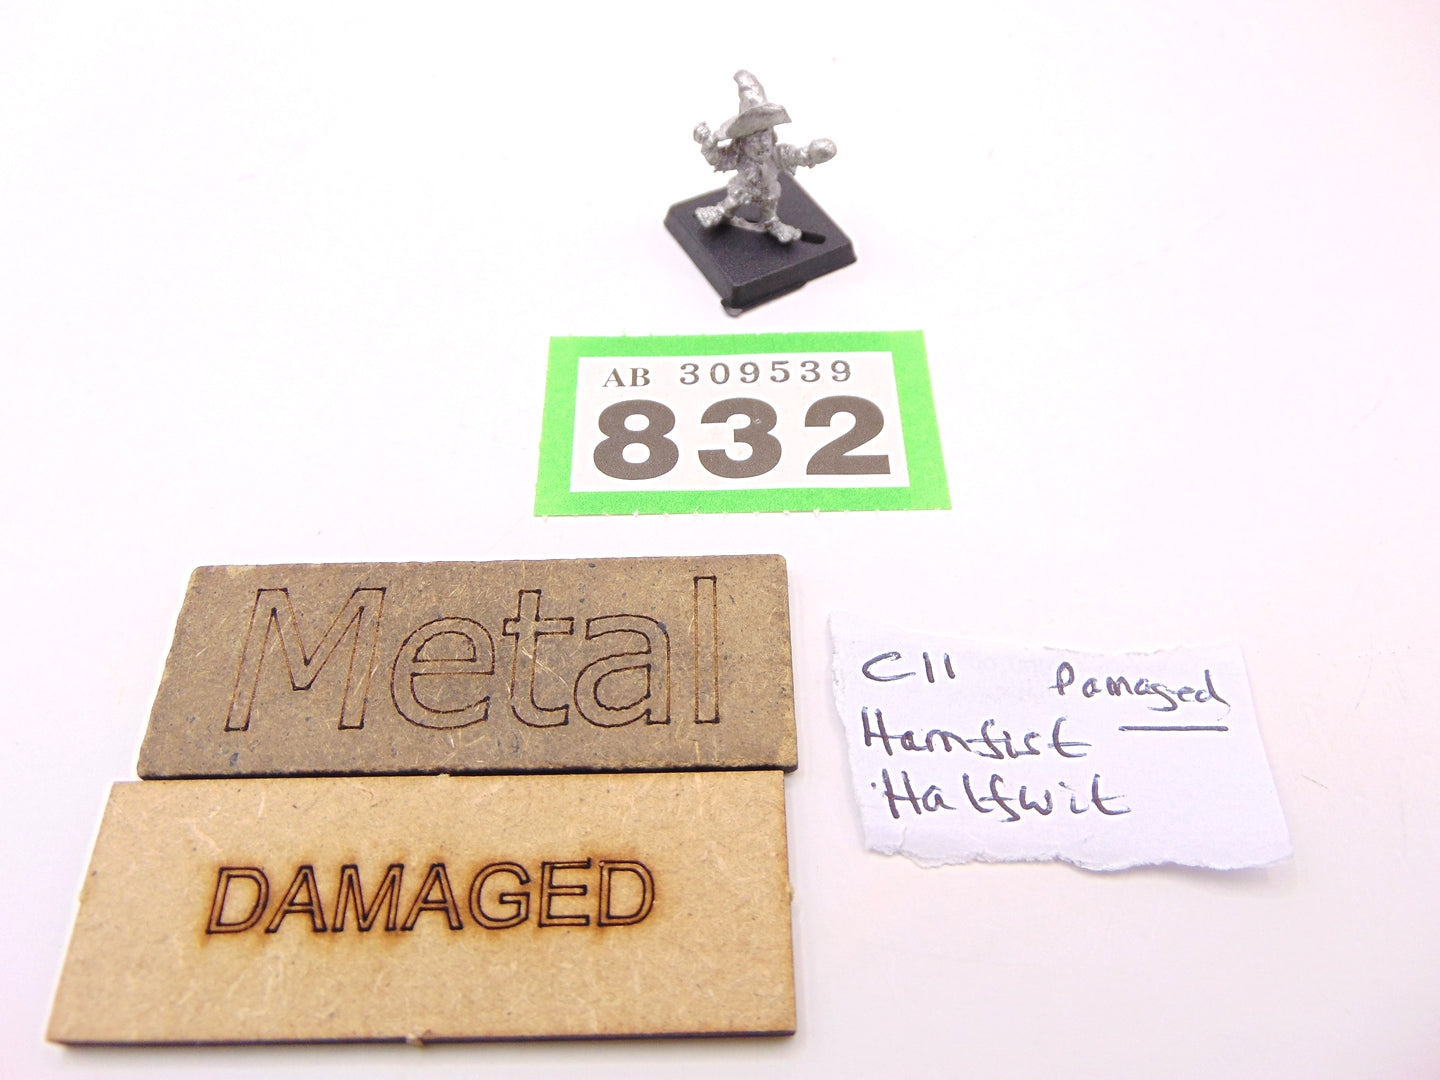 AB 309539
832
Metal
DAMAGED
C11 Damaged
Hamfist
Halfwit